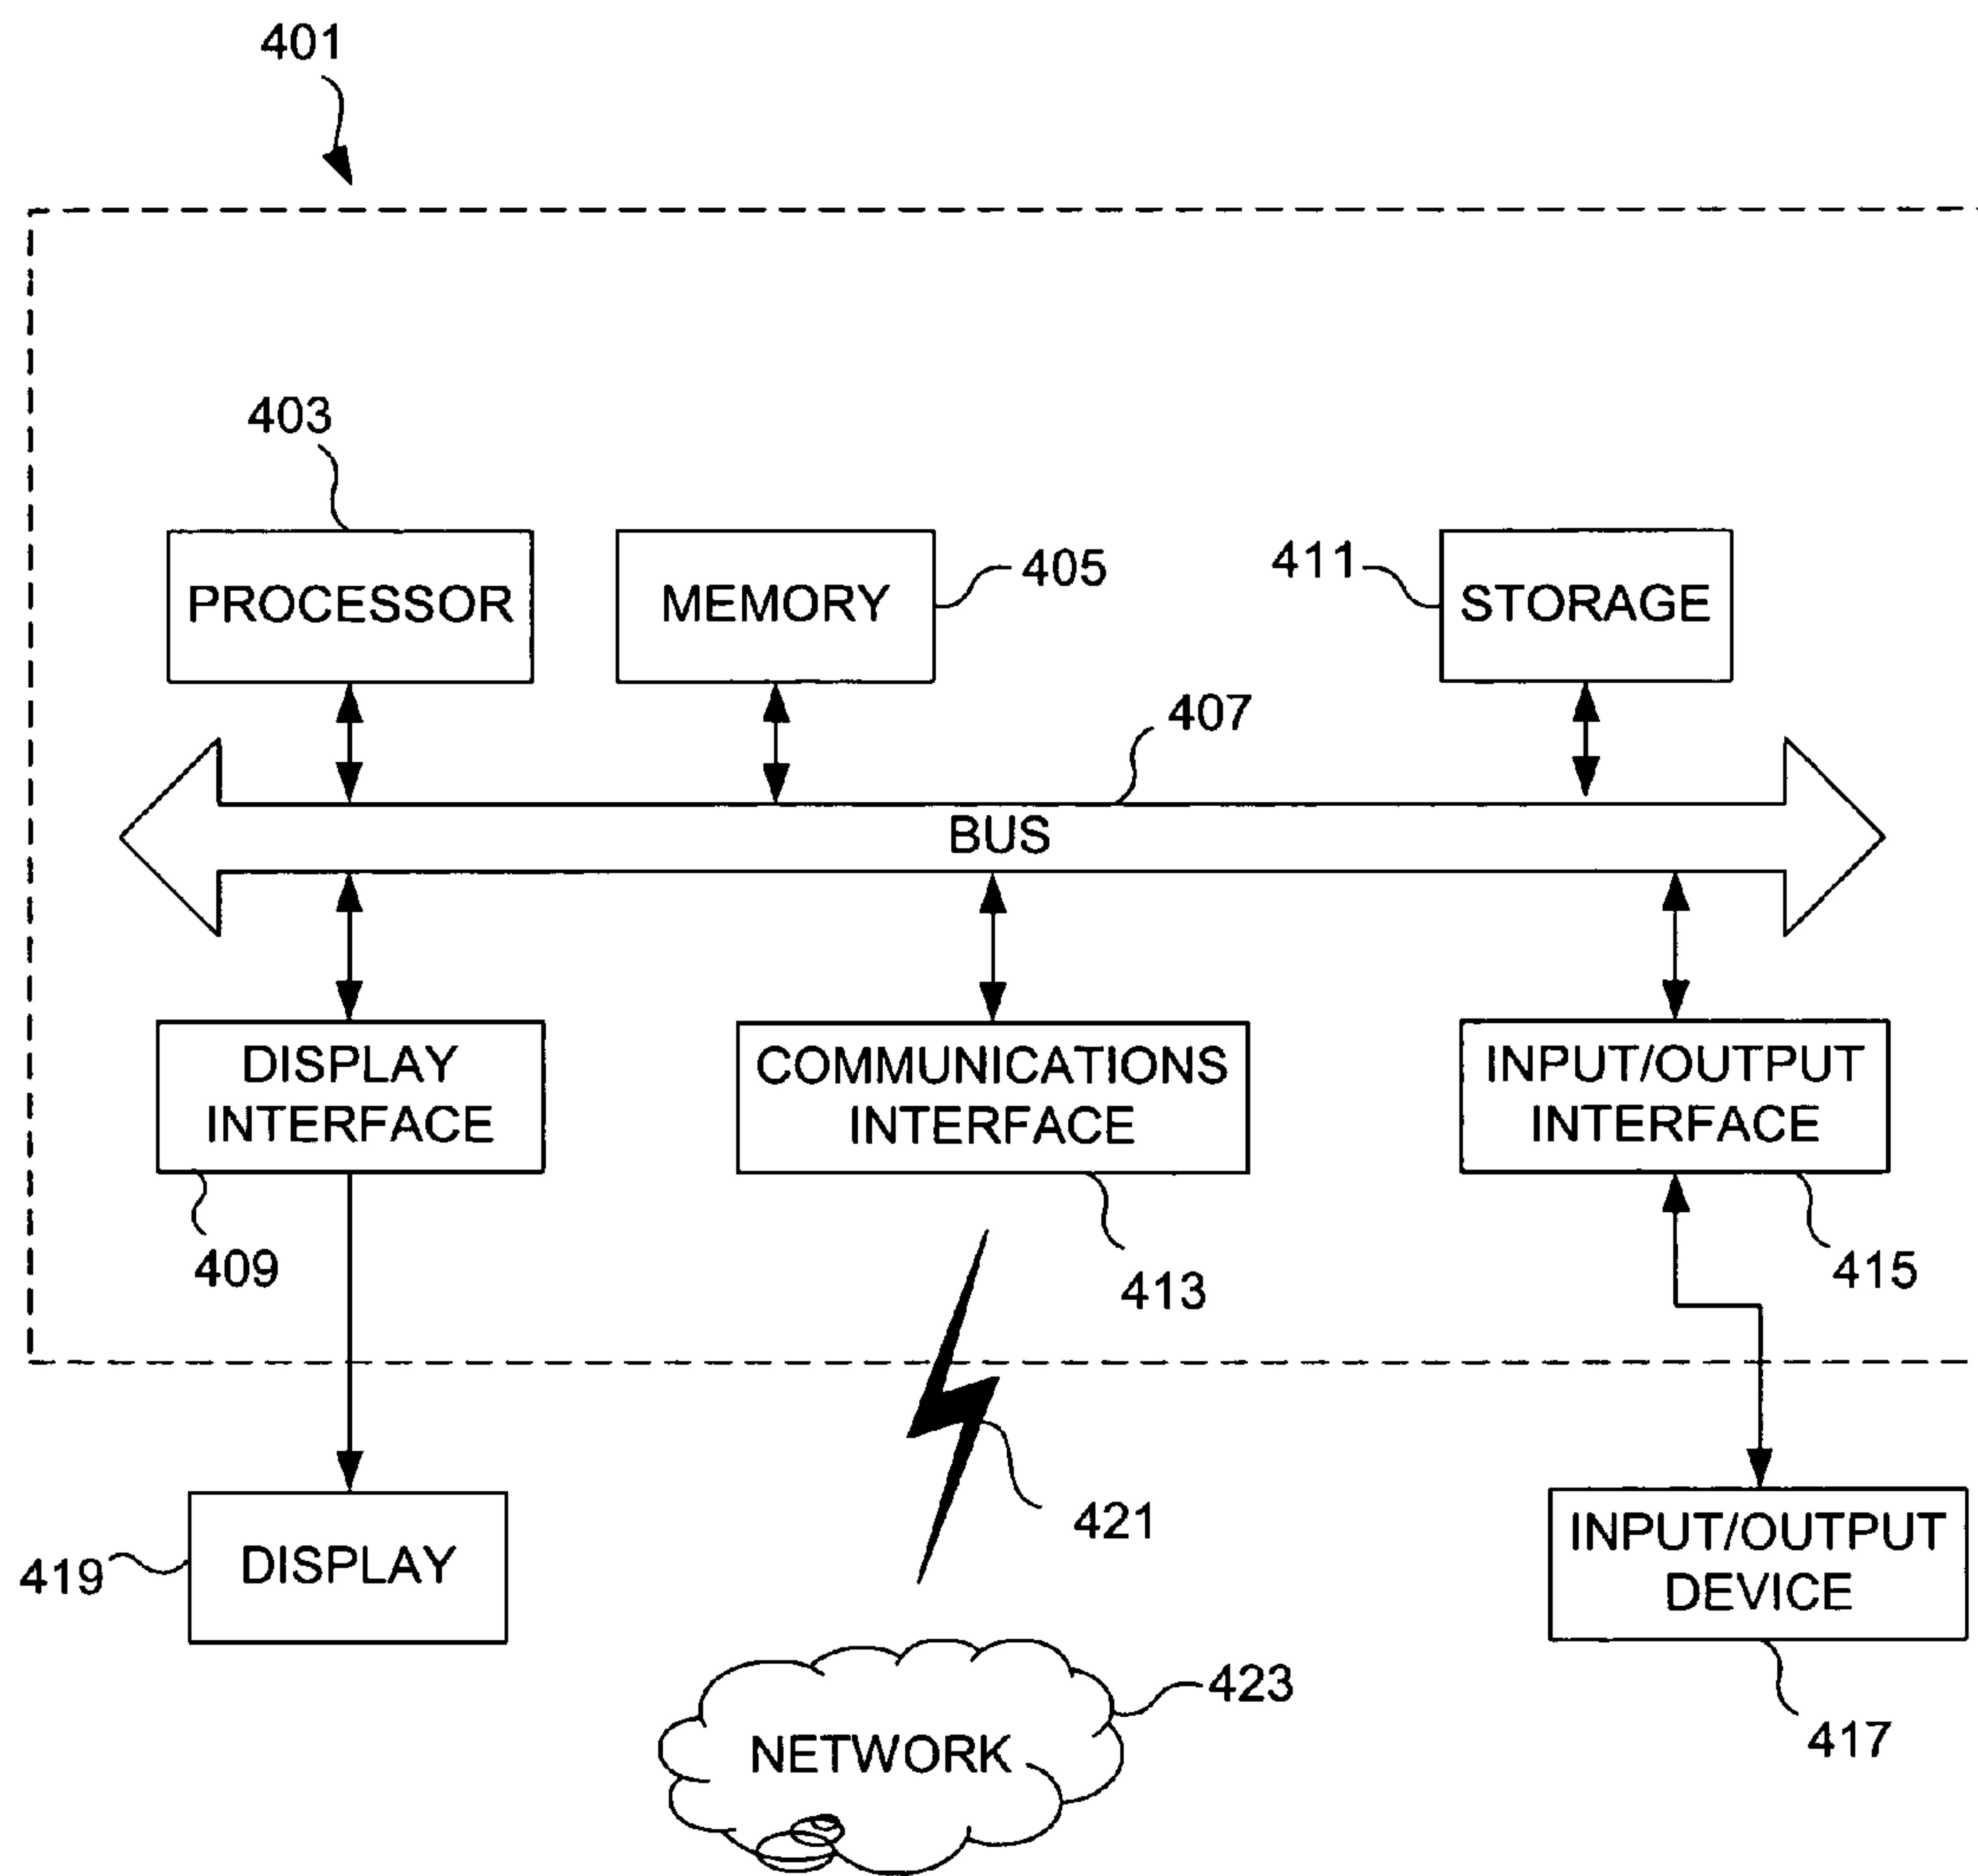 401
403
PROCESSOR
MEMORY
405
411
STORAGE
407
BUS
DISPLAY
INTERFACE
COMMUNICATIONS
INTERFACE
INPUT/OUTPUT
INTERFACE
409
413
415
421
419
DISPLAY
INPUT/OUTPUT
DEVICE
423
NETWORK
417